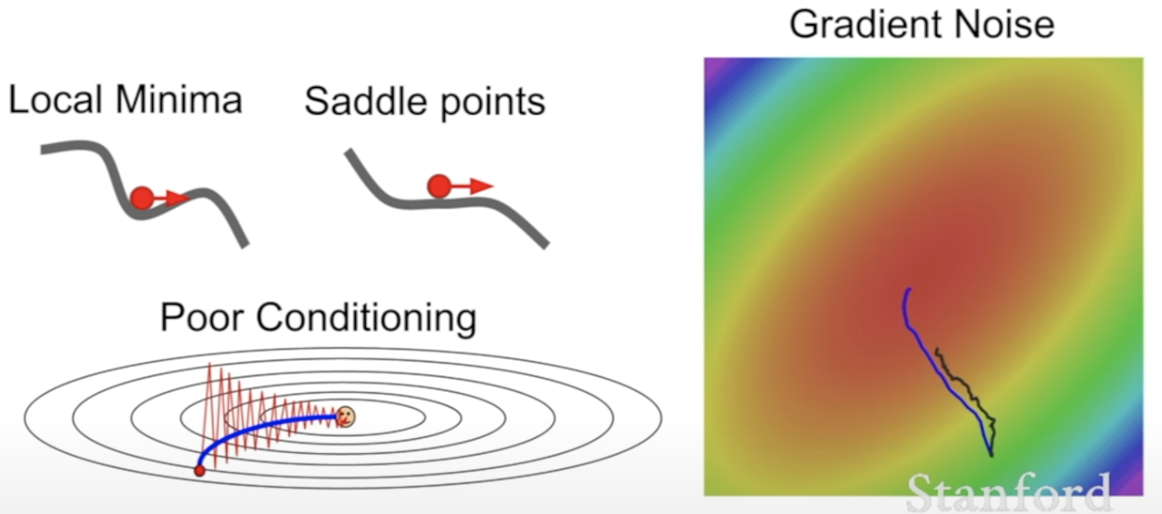 Gradient Noise
Local Minima
Saddle points
Poor Conditioning
Stanford